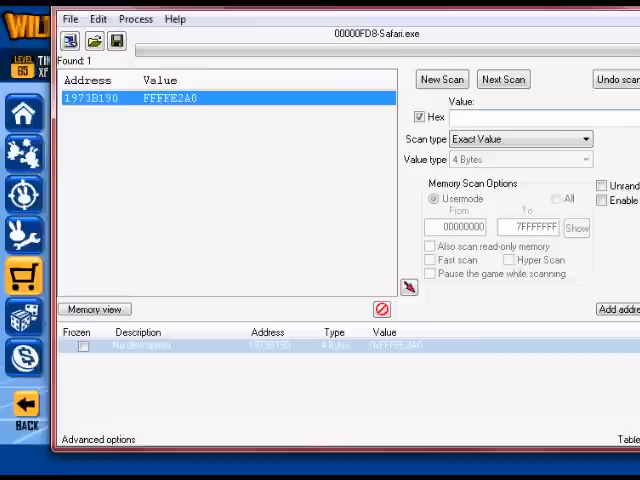 File Edit Process Help
WIL
00000FD8-Safari.exe
LEVEL 65
TI
XF
Found: 1
Address Value
1973B190 FFFFE2A0
New Scan Next Scan Undo scan
Value:
Hex
Scan type Exact Value
Value type 4 Bytes
Memory Scan Options
Usermode All
From To
00000000 7FFFFFFF Show
Unrand
Enable
Also scan read-only memory
Fast scan Hyper Scan
Pause the game while scanning
Memory view
Add addre
Frozen Description Address Type Value
No description 1973B190 4 Bytes 0xFFFFE2A0
BACK
Advanced options
Table